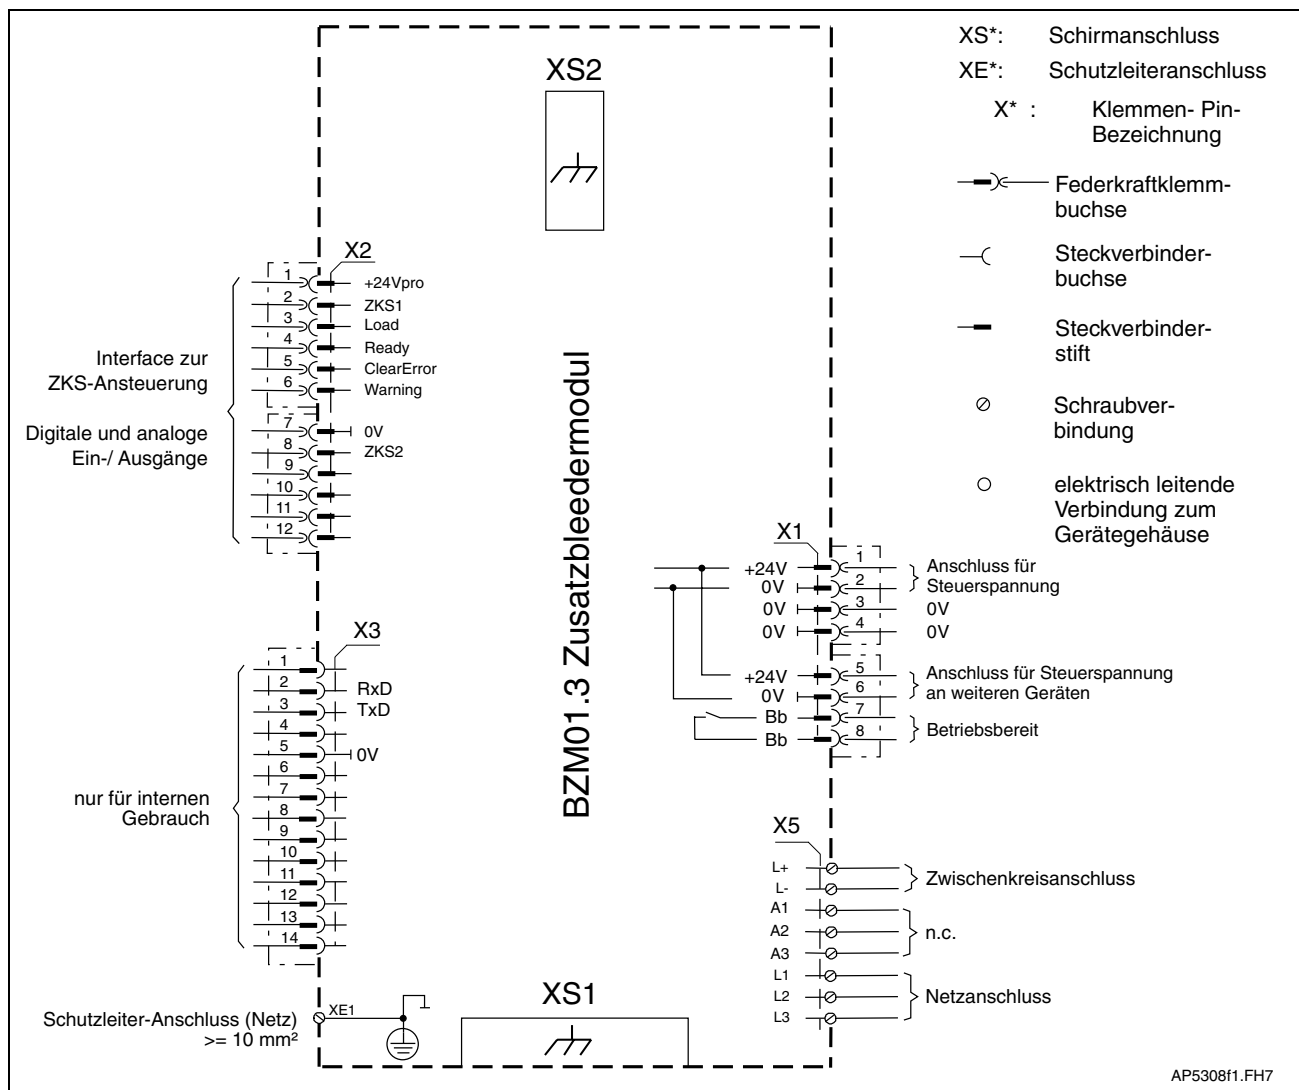 XS*: Schirmanschluss
XE*: Schutzleiteranschluss
X* : Klemmen- Pin-
Bezeichnung
Federkraftklemm-
buchse
Steckverbinder-
buchse
Steckverbinder-
stift
Schraubver-
bindung
elektrisch leitende
Verbindung zum
Gerätegehäuse
XS2
BZM01.3 Zusatzbleedermodul
X2
1 +24Vpro
2 ZKS1
3 Load
4 Ready
5 ClearError
6 Warning
7 0V
8 ZKS2
9
10
11
12
Interface zur
ZKS-Ansteuerung
Digitale und analoge
Ein-/ Ausgänge
X3
1
2 RxD
3 TxD
4
5 0V
6
7
8
9
10
11
12
13
14
nur für internen
Gebrauch
X1
+24V 1
0V 2
0V 3 0V
0V 4 0V
Anschluss für
Steuerspannung
+24V 5
0V 6
Anschluss für Steuerspannung
an weiteren Geräten
Bb 7
Bb 8
Betriebsbereit
X5
L+
L-
Zwischenkreisanschluss
A1
A2
A3
n.c.
L1
L2
L3
Netzanschluss
XE1
Schutzleiter-Anschluss (Netz)
>= 10 mm²
XS1
AP5308f1.FH7